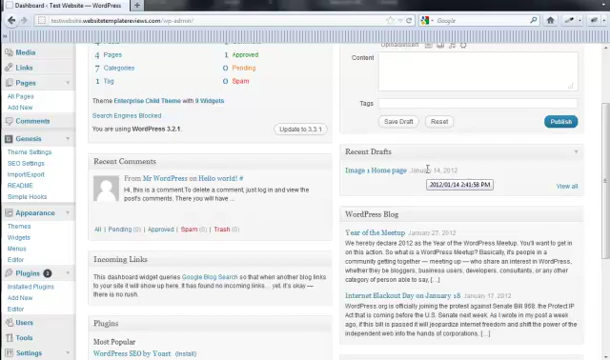 Dashboard - Test Website — WordPress
testwebsite.websitetemplatereviews.com/wp-admin/
Google
Media
Links
Pages
All Pages
Add New
Comments
Genesis
Theme Settings
SEO Settings
Import/Export
README
Simple Hooks
Appearance
Themes
Widgets
Menus
Editor
Plugins
Installed Plugins
Add New
Editor
Users
Tools
Settings
4 Pages
1 Approved
7 Categories
0 Pending
1 Tag
0 Spam
Theme Enterprise Child Theme with 9 Widgets
Search Engines Blocked
You are using WordPress 3.2.1.
Update to 3.3.1
Recent Comments
From Mr WordPress on Hello world! #
Hi, this is a comment.To delete a comment, just log in and view the
post's comments. There you will have ...
All | Pending (0) | Approved | Spam (0) | Trash (0)
Incoming Links
This dashboard widget queries Google Blog Search so that when another blog links
to your site it will show up here. It has found no incoming links... yet. It's okay —
there is no rush.
Plugins
Most Popular
WordPress SEO by Yoast (Install)
Upload/Insert
Content
Tags
Save Draft
Reset
Publish
Recent Drafts
Image 1 Home page January 14, 2012
2012/01/14 2:41:58 PM
View all
WordPress Blog
Year of the Meetup January 27, 2012
We hereby declare 2012 as the Year of the WordPress Meetup. You'll want to get in
on this action. So what is a WordPress Meetup? Basically, it's people in a
community getting together — meeting up — who share an interest in WordPress,
whether they be bloggers, business users, developers, consultants, or any other
category of person able to say, [...]
Internet Blackout Day on January 18 January 17, 2012
WordPress.org is officially joining the protest against Senate Bill 968: the Protect IP
Act that is coming before the U.S. Senate next week. As I wrote in my post a week
ago, if this bill is passed it will jeopardize internet freedom and shift the power of the
independent web into the hands of corporations. We must stop it. [...]